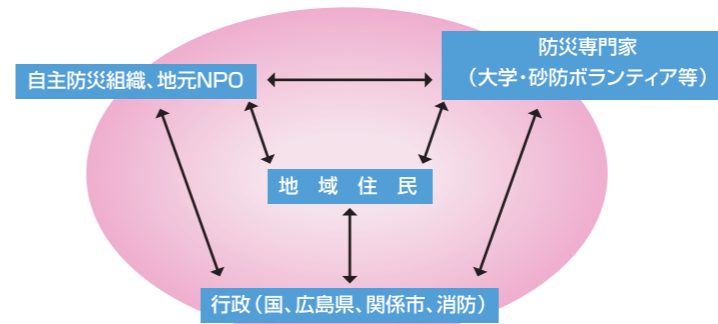 防災専門家
(大学・砂防ボランティア等)
自主防災組織、地元NPO
地域住民
行政(国、広島県、関係市、消防)